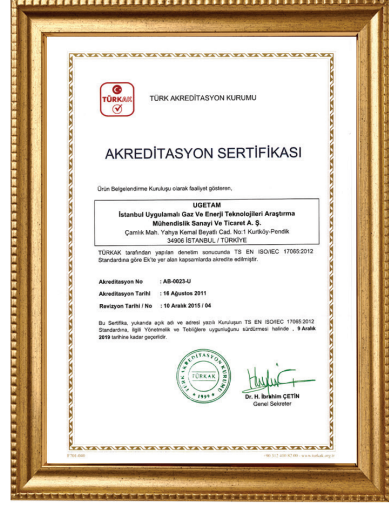 TÜRKAK
TÜRK AKREDİTASYON KURUMU
AKREDİTASYON SERTİFİKASI
Ürün Belgelendirme Kuruluşu olarak faaliyet gösteren,
UGETAM
İstanbul Uygulamalı Gaz Ve Enerji Teknolojileri Araştırma
Mühendislik Sanayi Ve Ticaret A. Ş.
Çamlık Mah. Yahya Kemal Beyatlı Cad. No:1 Kurtköy-Pendik
34906 İSTANBUL / TÜRKİYE
TÜRKAK tarafından yapılan denetim sonucunda TS EN ISO/IEC 17065:2012
Standardına göre Ek'te yer alan kapsamlarda akredite edilmiştir.
Akreditasyon No : AB-0023-U
Akreditasyon Tarihi : 16 Ağustos 2011
Revizyon Tarihi / No : 10 Aralık 2015 / 04
Bu Sertifika, yukarıda açık adı ve adresi yazılı Kuruluşun TS EN ISO/IEC 17065:2012
Standardına, ilgili Yönetmelik ve Tebliğlere uygunluğunu sürdürmesi halinde , 9 Aralık
2019 tarihine kadar geçerlidir.
TÜRK AKREDİTASYON KURUMU
TÜRKAK
1999
Dr. H. İbrahim ÇETİN
Genel Sekreter